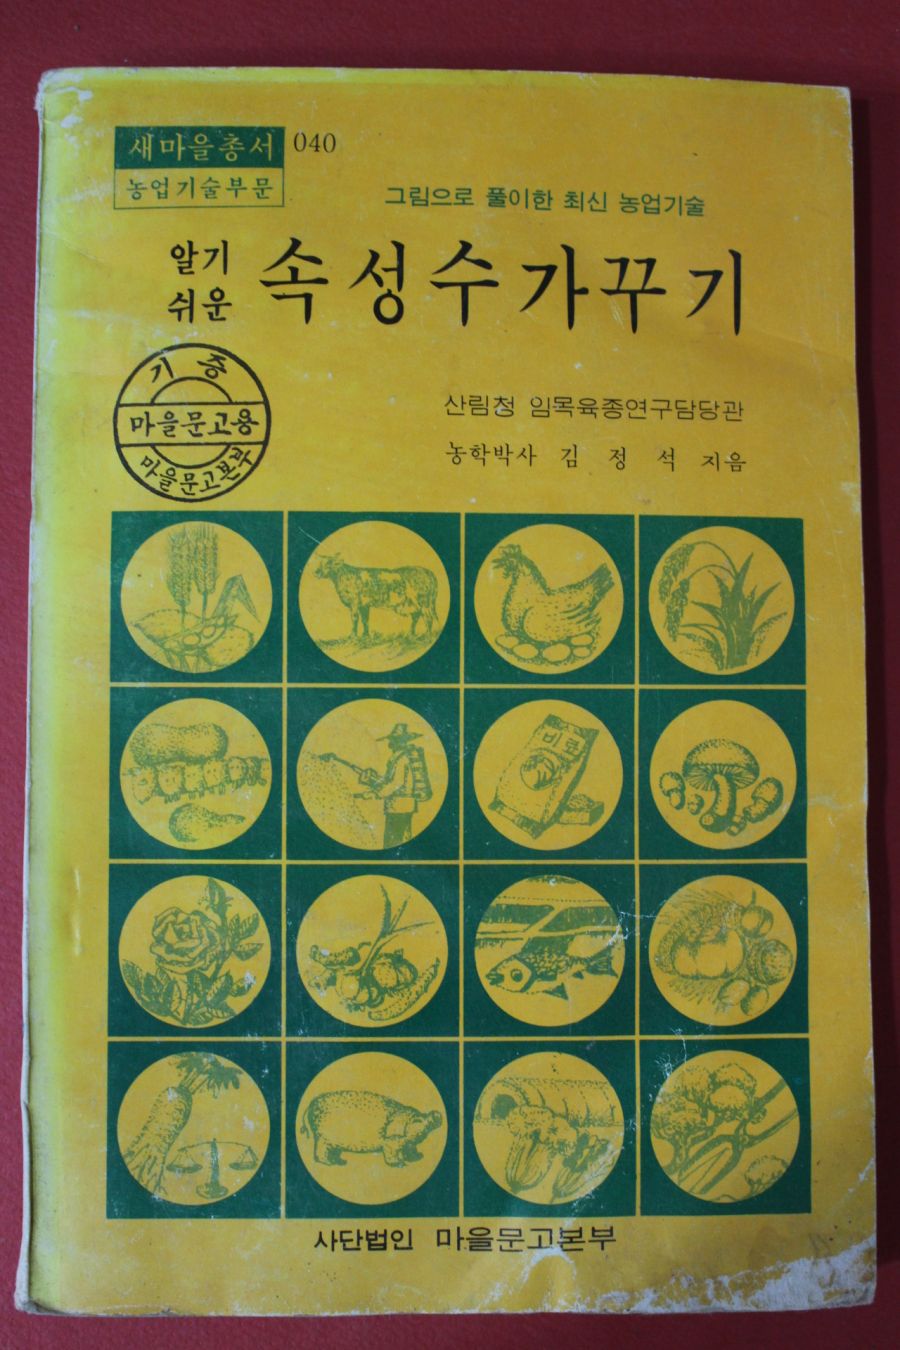 새마을총서 040
농업기술부문
그림으로 풀이한 최신 농업기술
알기
쉬운
속성수가꾸기
기증
마을문고용
마을문고본부
산림청 임목육종연구담당관
농학박사 김정석 지음
비료
사단법인 마을문고본부